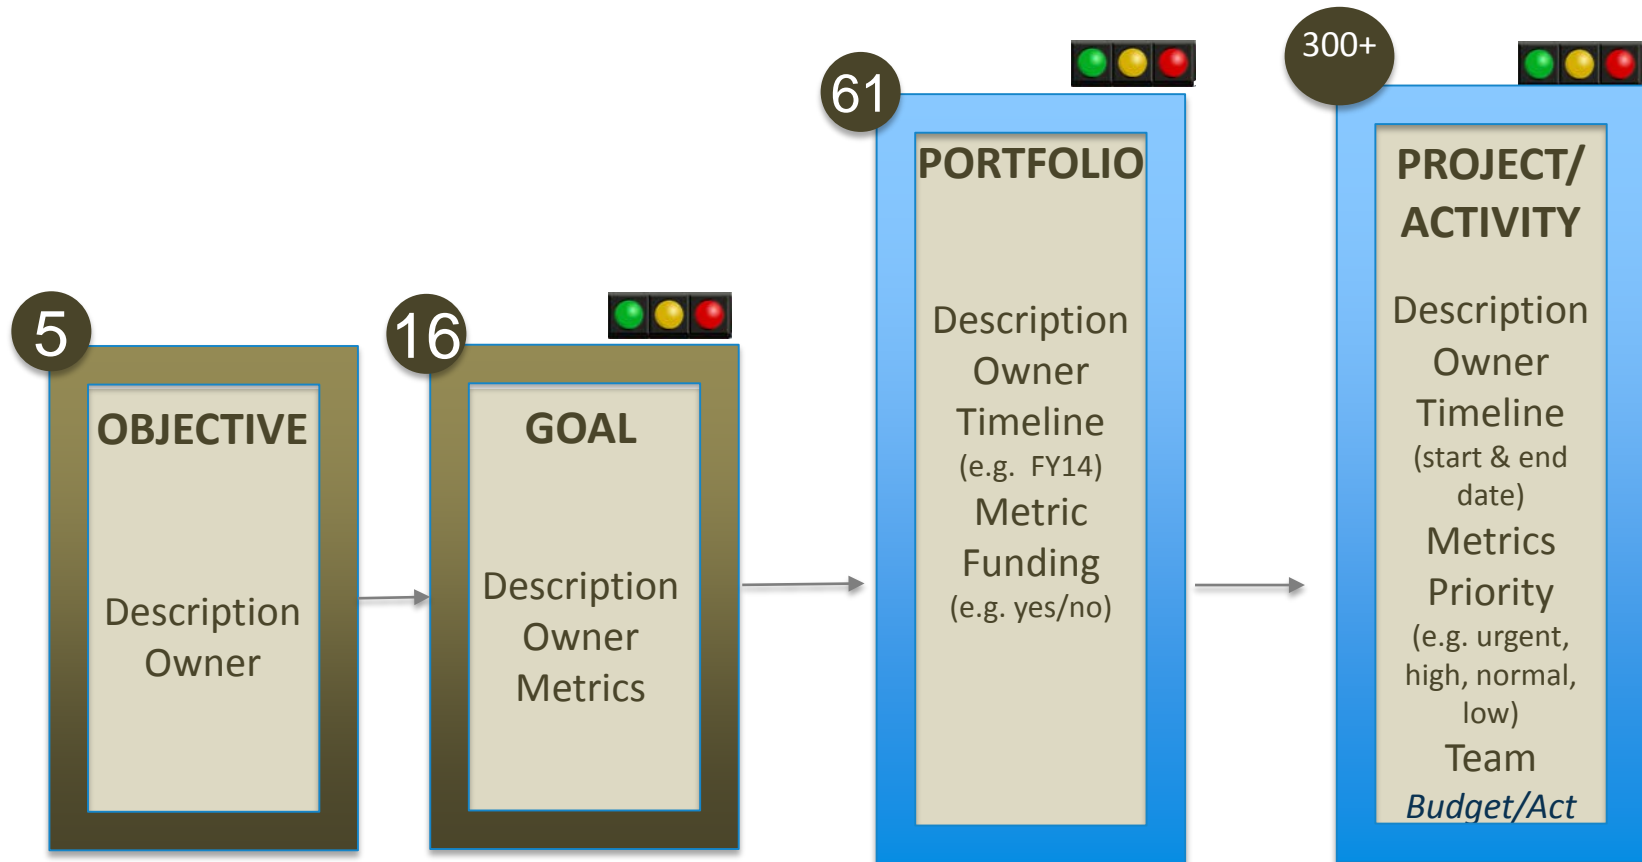 5
OBJECTIVE
Description
Owner
16
GOAL
Description
Owner
Metrics
61
PORTFOLIO
Description
Owner
Timeline
(e.g. FY14)
Metric
Funding
(e.g. yes/no)
300+
PROJECT/
ACTIVITY
Description
Owner
Timeline
(start & end
date)
Metrics
Priority
(e.g. urgent,
high, normal,
low)
Team
Budget/Act